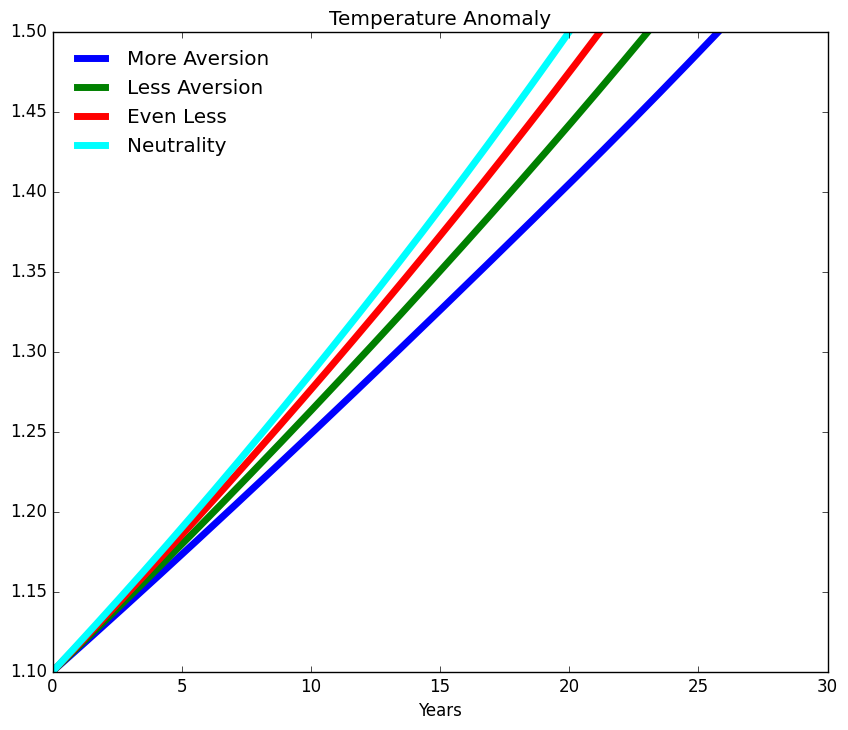 Temperature Anomaly
1.50
1.45
1.40
1.35
1.30
1.25
1.20
1.15
1.10
More Aversion
Less Aversion
Even Less
Neutrality
0 5 10 15 20 25 30
Years